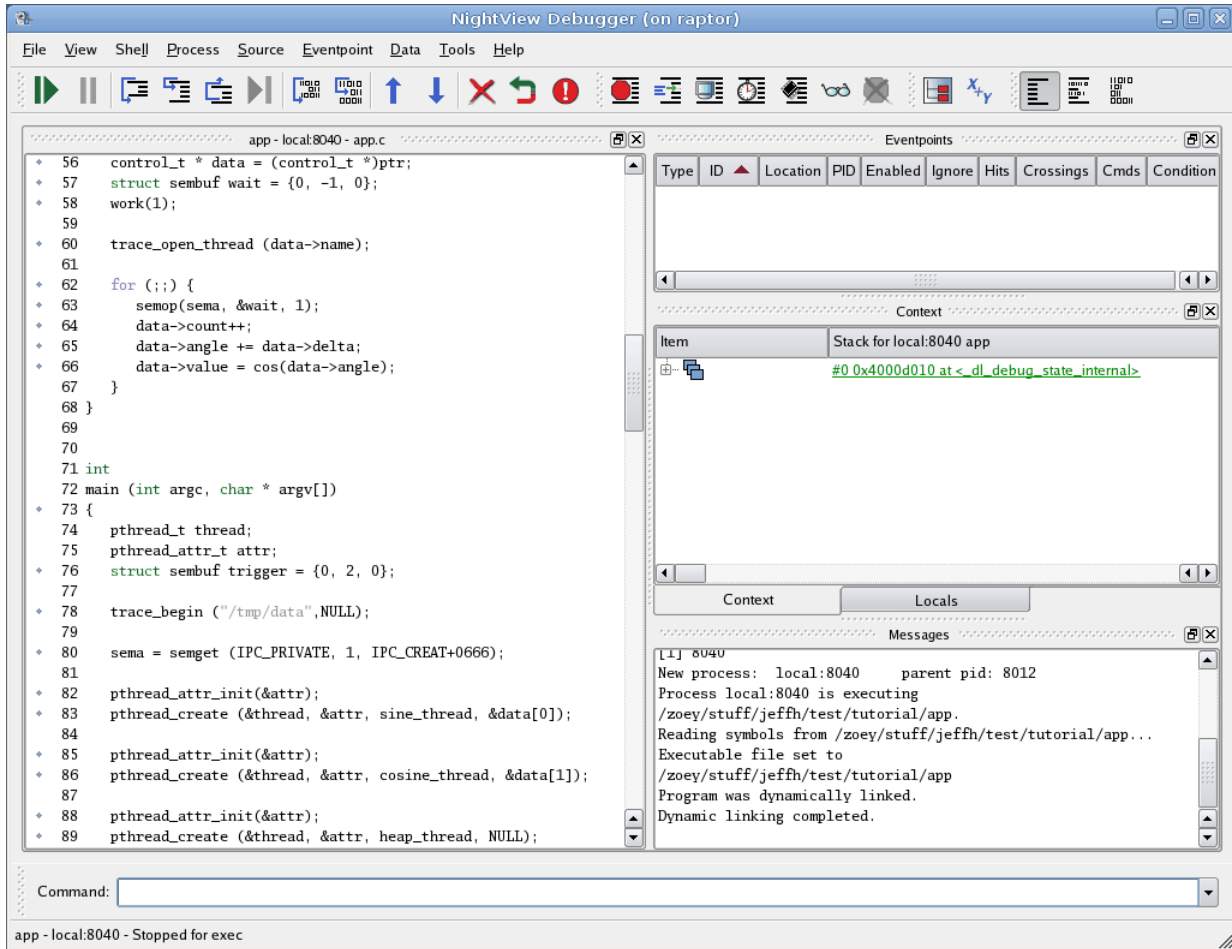 NightView Debugger (on raptor)
File View Shell Process Source Eventpoint Data Tools Help
app - local:8040 - app.c
56 control_t * data = (control_t *)ptr;
57 struct sembuf wait = {0, -1, 0};
58 work(1);
59
60 trace_open_thread (data->name);
61
62 for (;;) {
63 semop(sema, &wait, 1);
64 data->count++;
65 data->angle += data->delta;
66 data->value = cos(data->angle);
67 }
68 }
69
70
71 int
72 main (int argc, char * argv[])
73 {
74 pthread_t thread;
75 pthread_attr_t attr;
76 struct sembuf trigger = {0, 2, 0};
77
78 trace_begin ("/tmp/data",NULL);
79
80 sema = semget (IPC_PRIVATE, 1, IPC_CREAT+0666);
81
82 pthread_attr_init(&attr);
83 pthread_create (&thread, &attr, sine_thread, &data[0]);
84
85 pthread_attr_init(&attr);
86 pthread_create (&thread, &attr, cosine_thread, &data[1]);
87
88 pthread_attr_init(&attr);
89 pthread_create (&thread, &attr, heap_thread, NULL);
Eventpoints
Type ID Location PID Enabled Ignore Hits Crossings Cmds Condition
Context
Item Stack for local:8040 app
#0 0x4000d010 at <_dl_debug_state_internal>
Context Locals
Messages
[1] 8040
New process: local:8040 parent pid: 8012
Process local:8040 is executing
/zoey/stuff/jeffh/test/tutorial/app.
Reading symbols from /zoey/stuff/jeffh/test/tutorial/app...
Executable file set to
/zoey/stuff/jeffh/test/tutorial/app
Program was dynamically linked.
Dynamic linking completed.
Command:
app - local:8040 - Stopped for exec